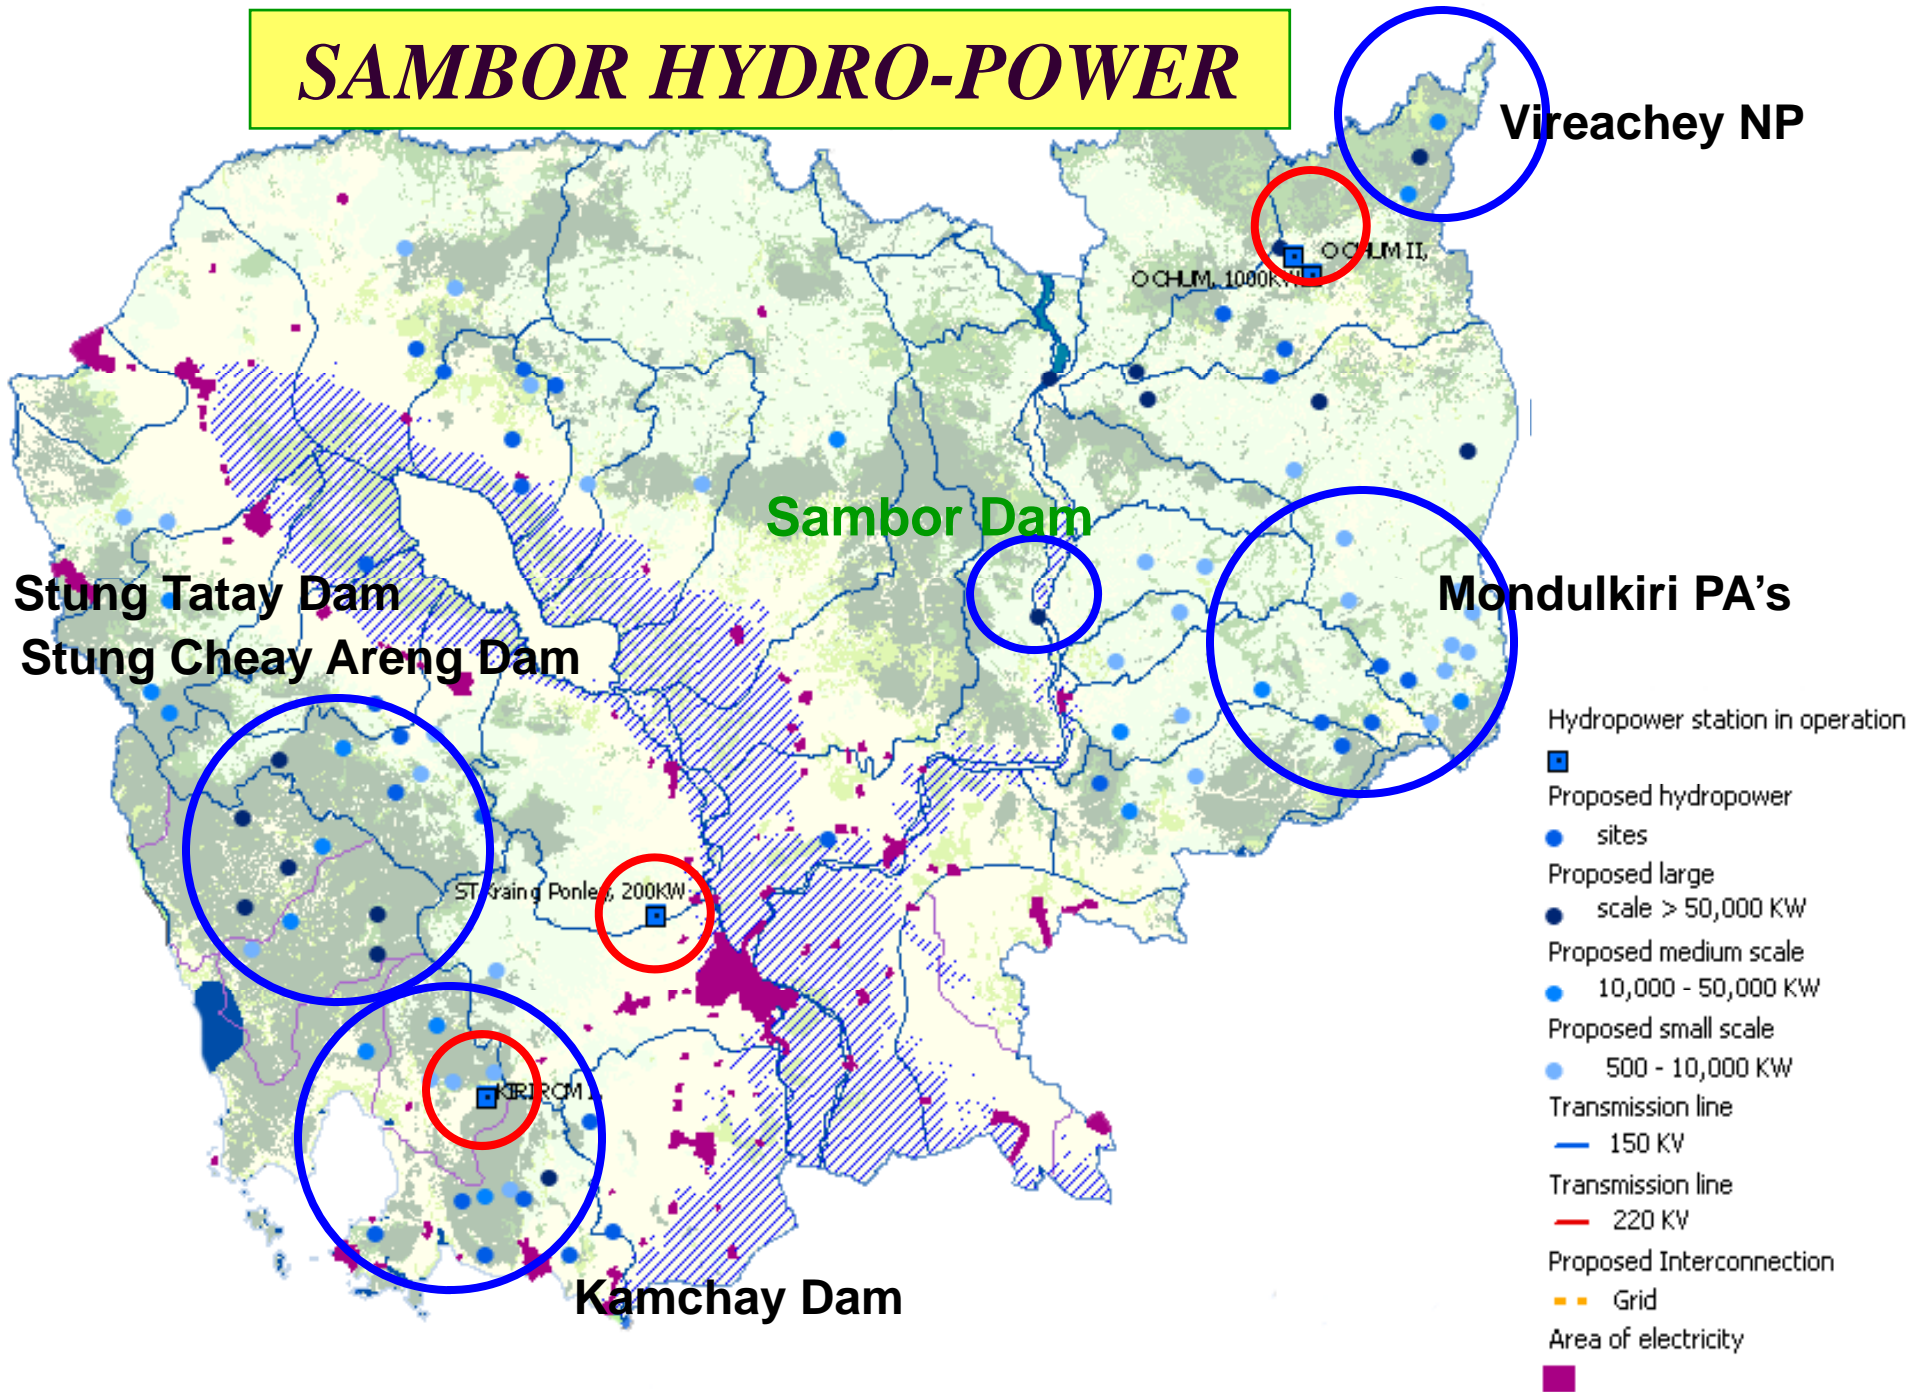 SAMBOR HYDRO-POWER
Vireachey NP
O CHUM II,
O CHUM, 1000KW
Sambor Dam
Stung Tatay Dam
Mondulkiri PA's
Stung Cheay Areng Dam
Hydropower station in operation
Proposed hydropower
sites
Proposed large
scale > 50,000 KW
Proposed medium scale
10,000 - 50,000 KW
Proposed small scale
500 - 10,000 KW
Transmission line
150 KV
Transmission line
220 KV
Proposed Interconnection
Grid
Area of electricity
ST Kraing Ponley, 200KW
KIRIROM I,
Kamchay Dam